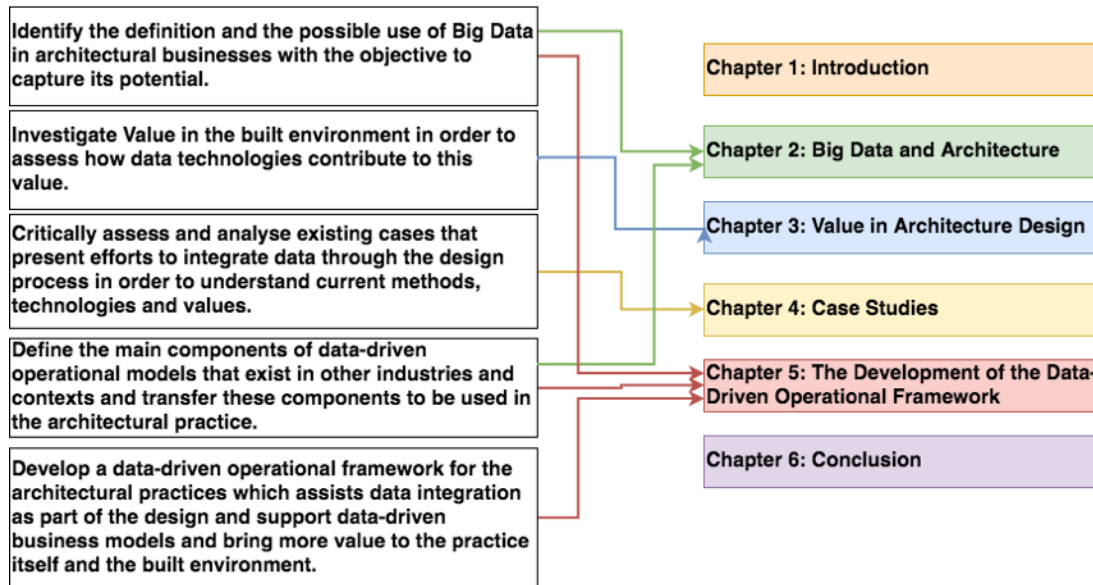 Identify the definition and the possible use of Big Data
in architectural businesses with the objective to
capture its potential.
Investigate Value in the built environment in order to
assess how data technologies contribute to this
value.
Critically assess and analyse existing cases that
present efforts to integrate data through the design
process in order to understand current methods,
technologies and values.
Define the main components of data-driven
operational models that exist in other industries and
contexts and transfer these components to be used in
the architectural practice.
Develop a data-driven operational framework for the
architectural practices which assists data integration
as part of the design and support data-driven
business models and bring more value to the practice
itself and the built environment.
Chapter 1: Introduction
Chapter 2: Big Data and Architecture
Chapter 3: Value in Architecture Design
Chapter 4: Case Studies
Chapter 5: The Development of the Data-
Driven Operational Framework
Chapter 6: Conclusion